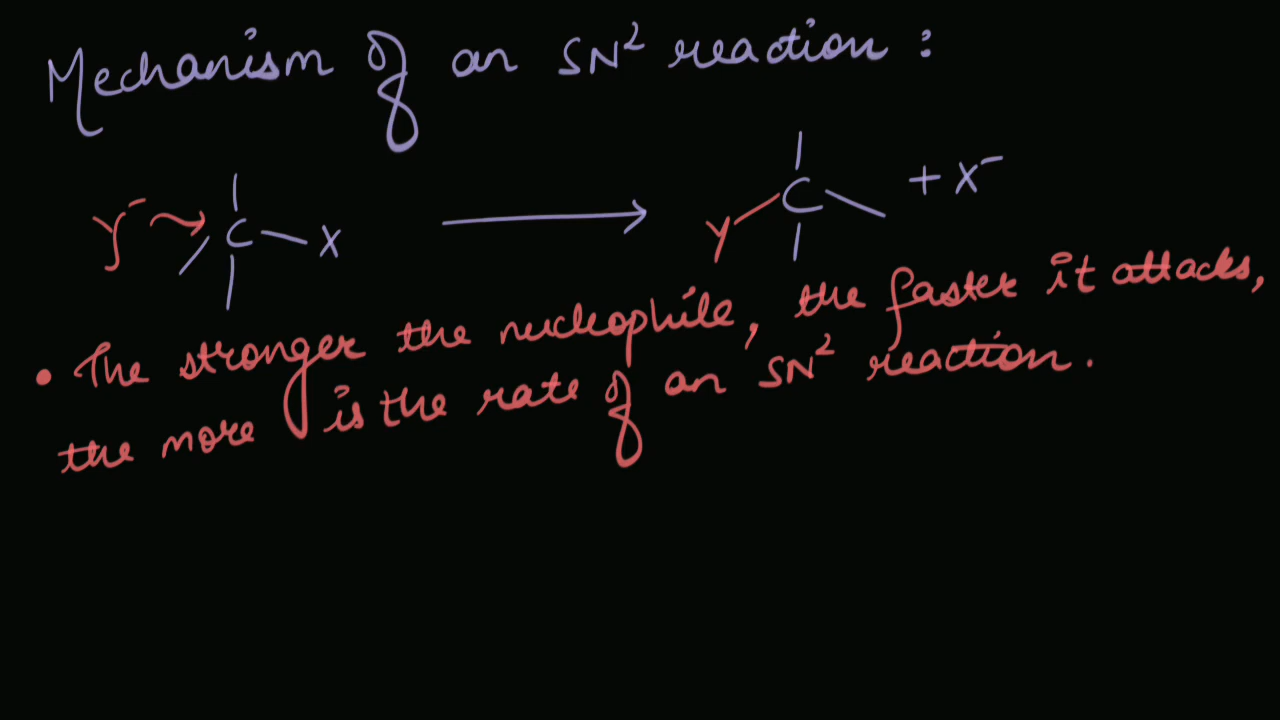 Mechanism of an SN² reaction :
Y⁻ C X → Y C + X⁻
• The stronger the nucleophile, the faster it attacks,
the more is the rate of an SN² reaction.